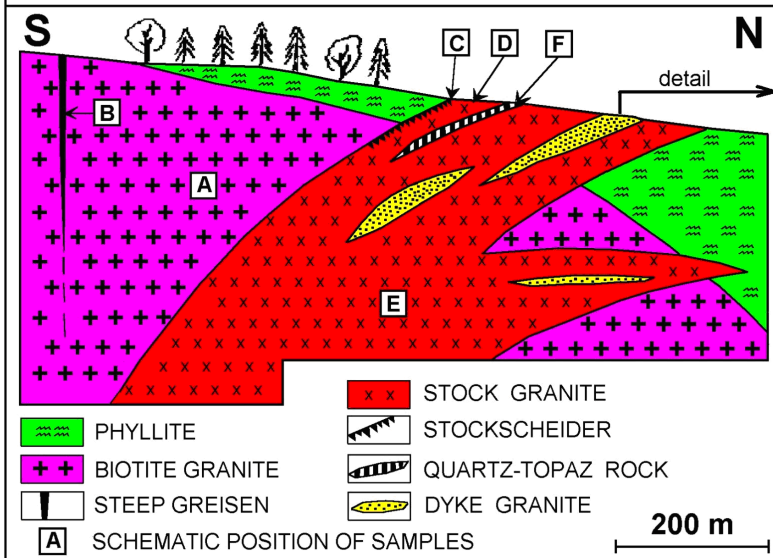 S N
C D F
detail
B
A
E
PHYLLITE
BIOTITE GRANITE
STEEP GREISEN
A SCHEMATIC POSITION OF SAMPLES
STOCK GRANITE
STOCKSCHEIDER
QUARTZ-TOPAZ ROCK
DYKE GRANITE
200 m